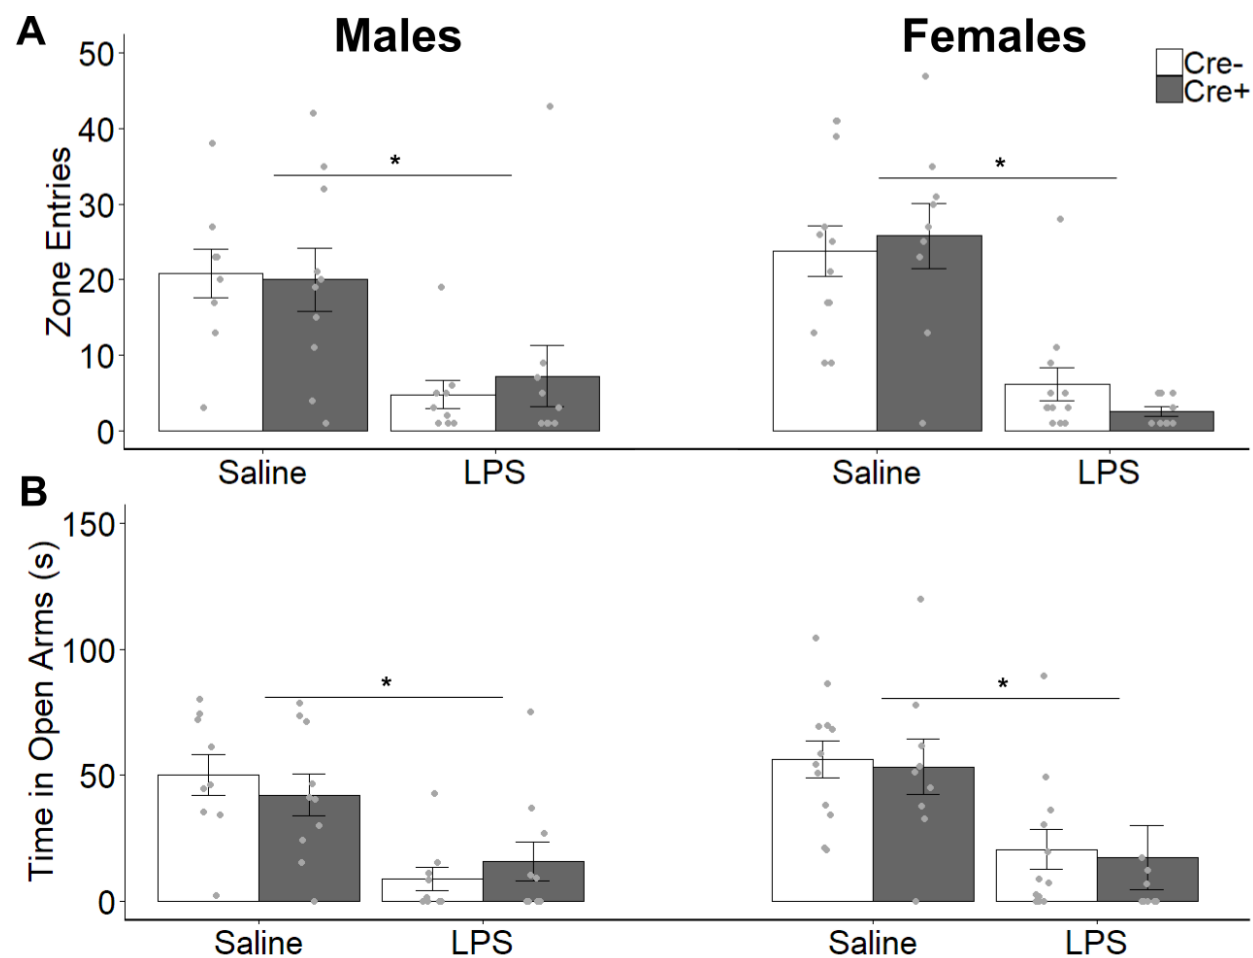 A
Males
Females
Cre-
Cre+
Zone Entries
50
40
30
20
10
0
*
*
Saline
LPS
Saline
LPS
B
Time in Open Arms (s)
150
100
50
0
*
*
Saline
LPS
Saline
LPS